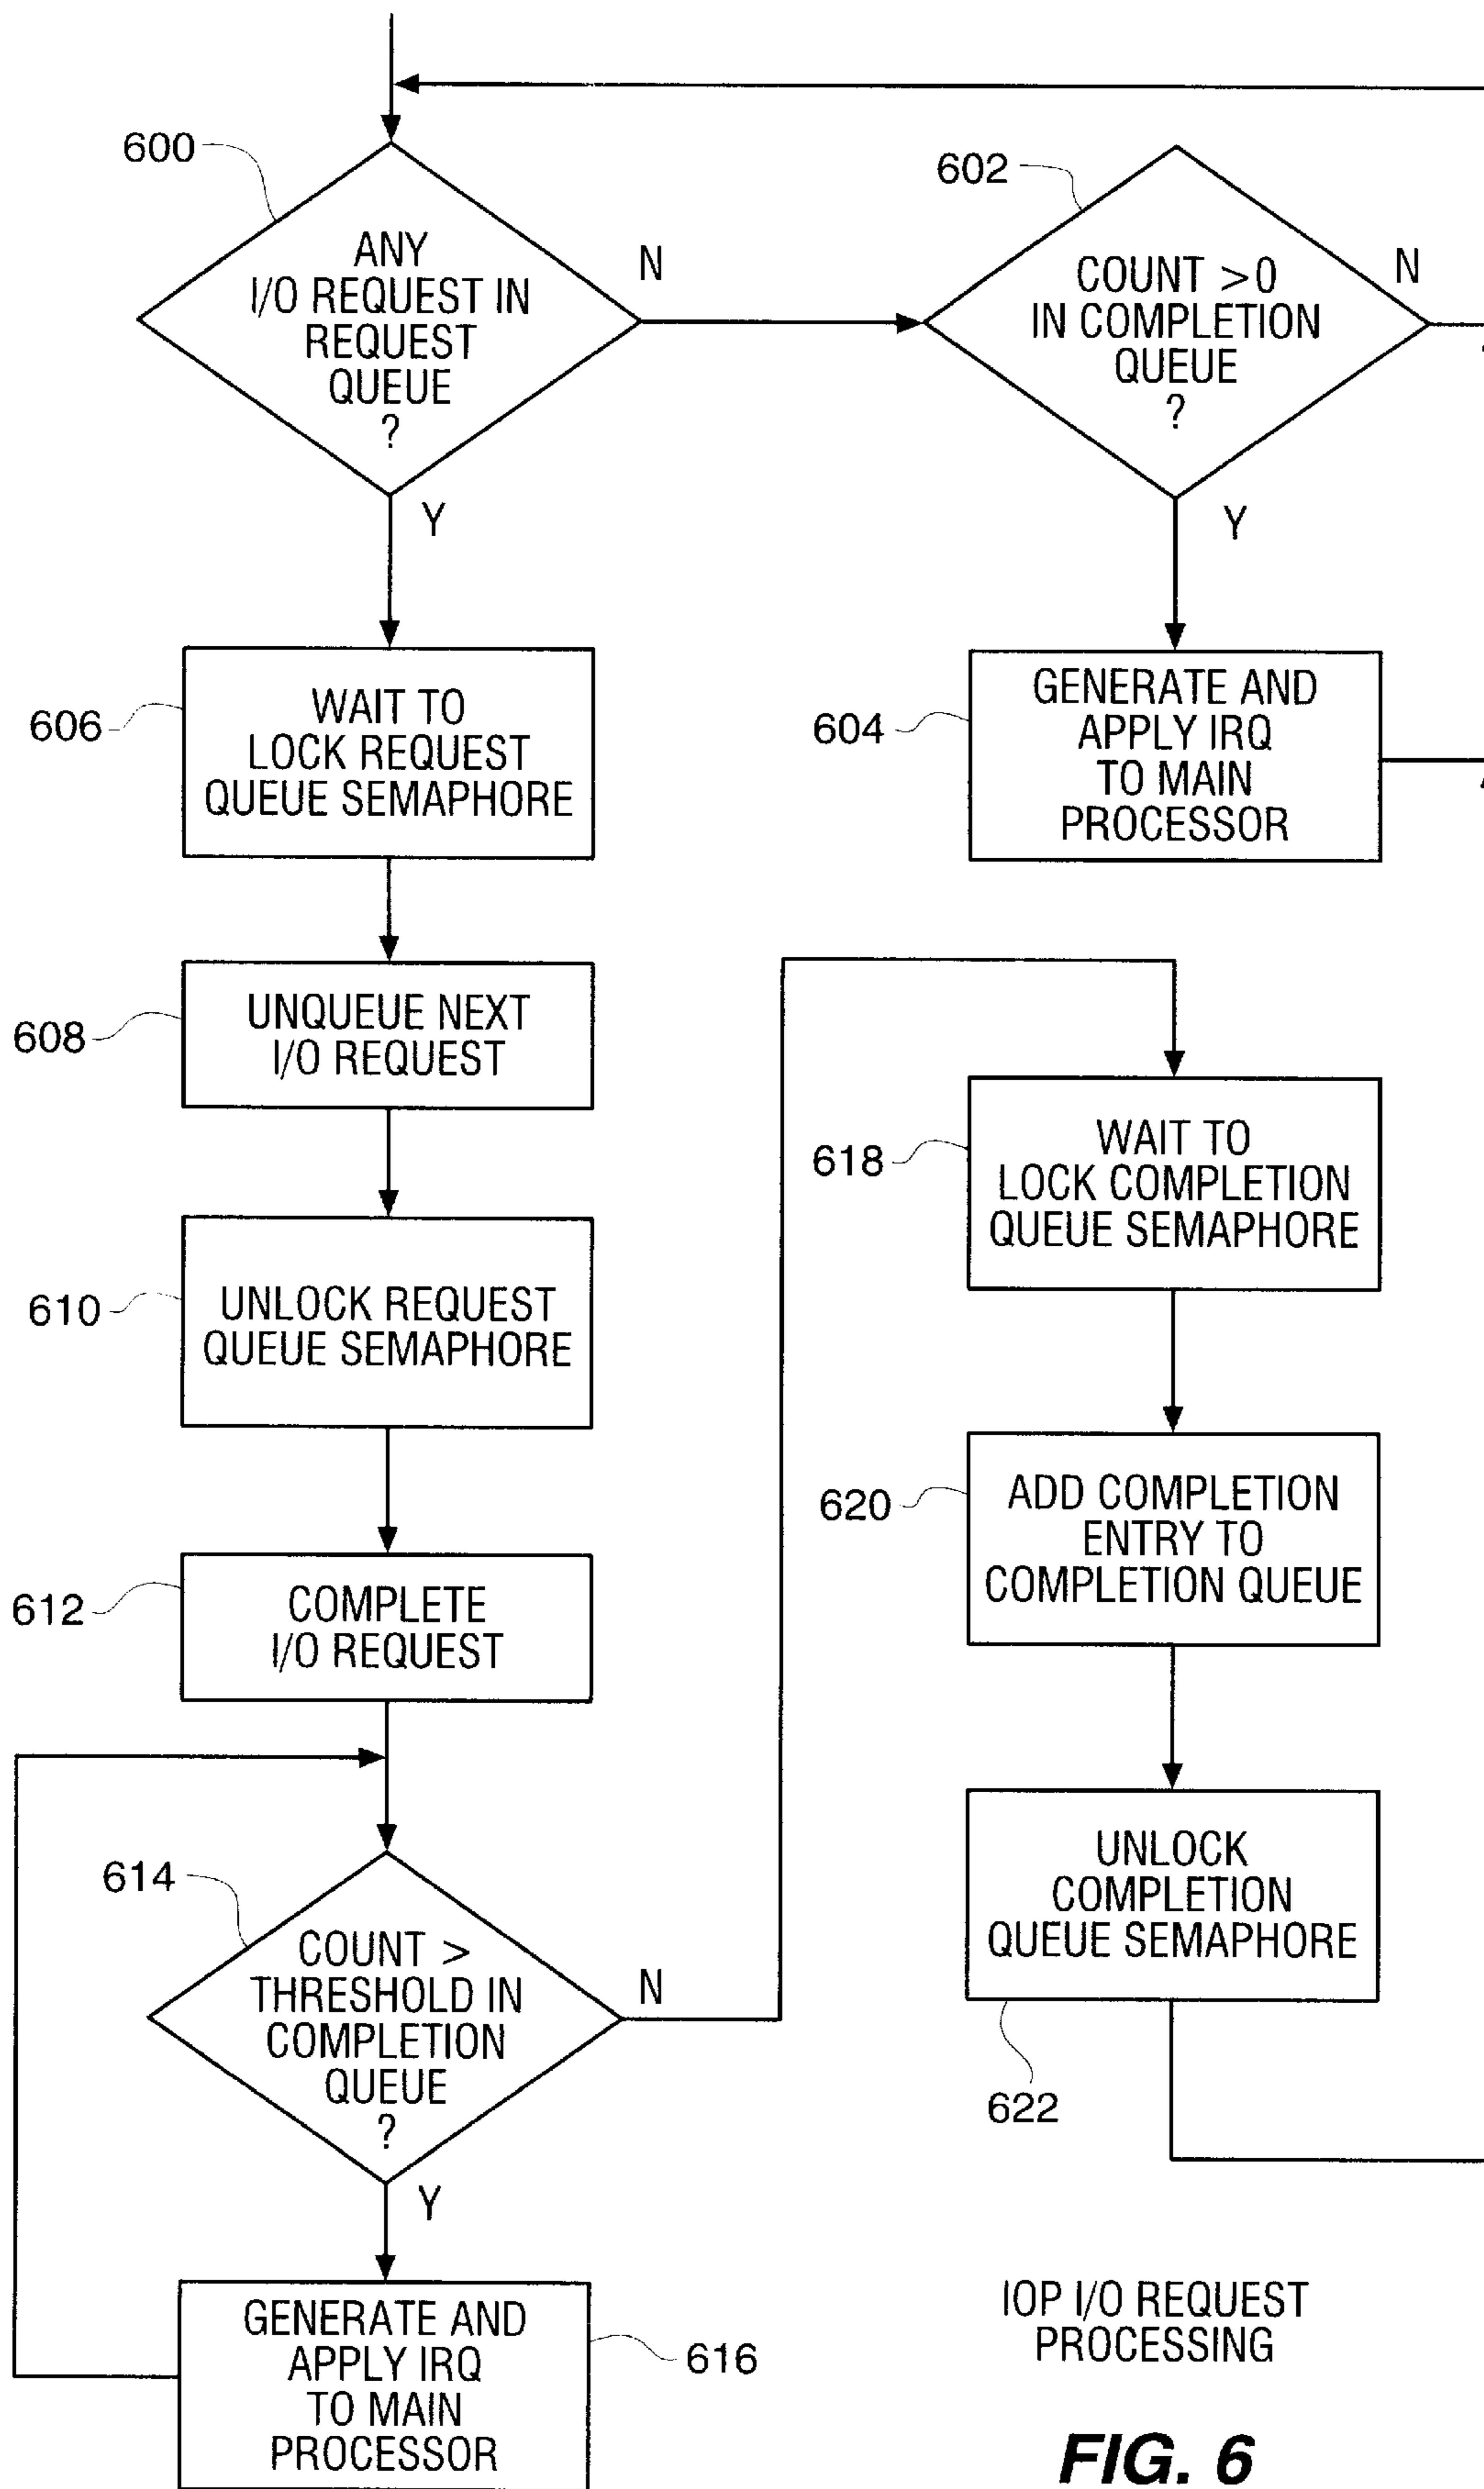 600
ANY
I/O REQUEST IN
REQUEST
QUEUE
?
N
Y
602
COUNT >0
IN COMPLETION
QUEUE
?
N
Y
604
GENERATE AND
APPLY IRQ
TO MAIN
PROCESSOR
606
WAIT TO
LOCK REQUEST
QUEUE SEMAPHORE
608
UNQUEUE NEXT
I/O REQUEST
610
UNLOCK REQUEST
QUEUE SEMAPHORE
612
COMPLETE
I/O REQUEST
614
COUNT >
THRESHOLD IN
COMPLETION
QUEUE
?
N
Y
GENERATE AND
APPLY IRQ
TO MAIN
PROCESSOR
616
618
WAIT TO
LOCK COMPLETION
QUEUE SEMAPHORE
620
ADD COMPLETION
ENTRY TO
COMPLETION QUEUE
UNLOCK
COMPLETION
QUEUE SEMAPHORE
622
IOP I/O REQUEST
PROCESSING
FIG. 6